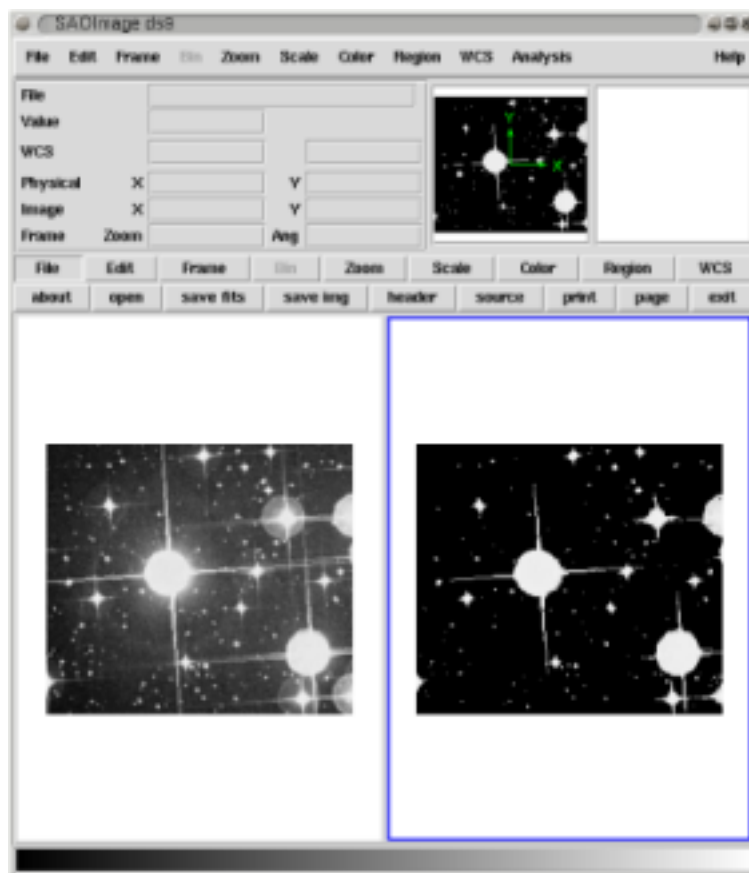 SAOImage ds9
File Edit Frame Bin Zoom Scale Color Region WCS Analysis Help
File
Value
WCS
Physical X Y
Image X Y
Frame Zoom Ang
Y
X
File Edit Frame Bin Zoom Scale Color Region WCS
about open save fits save img header source print page exit